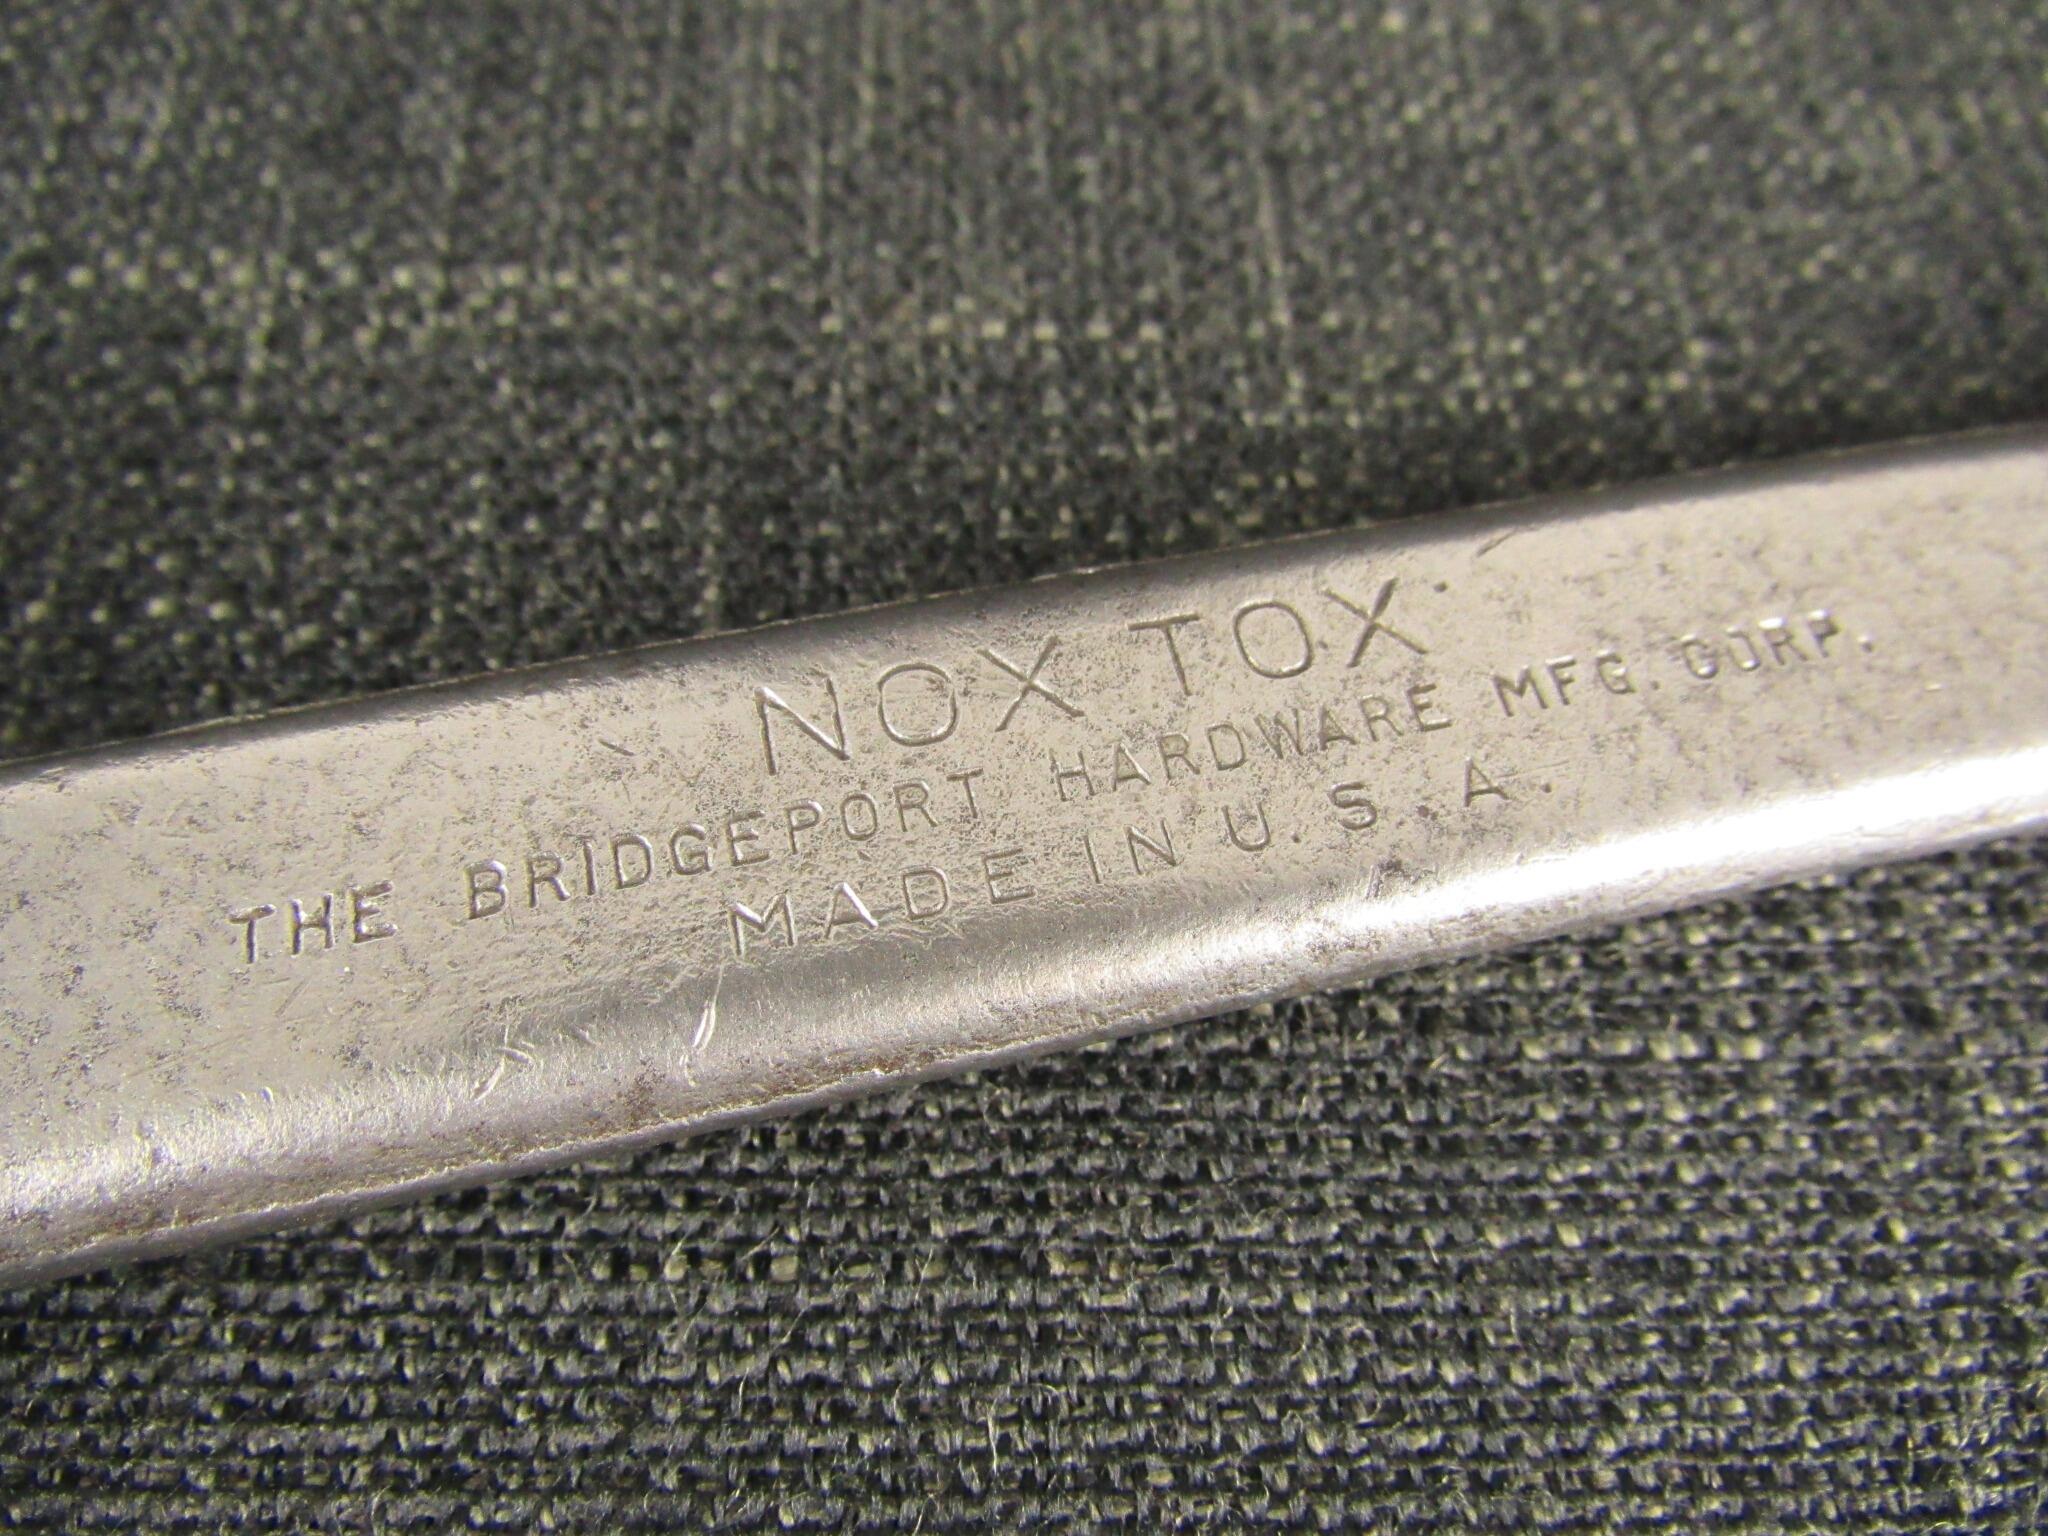 NOX TOX
THE BRIDGEPORT HARDWARE MFG. CORP.
MADE IN U.S.A.